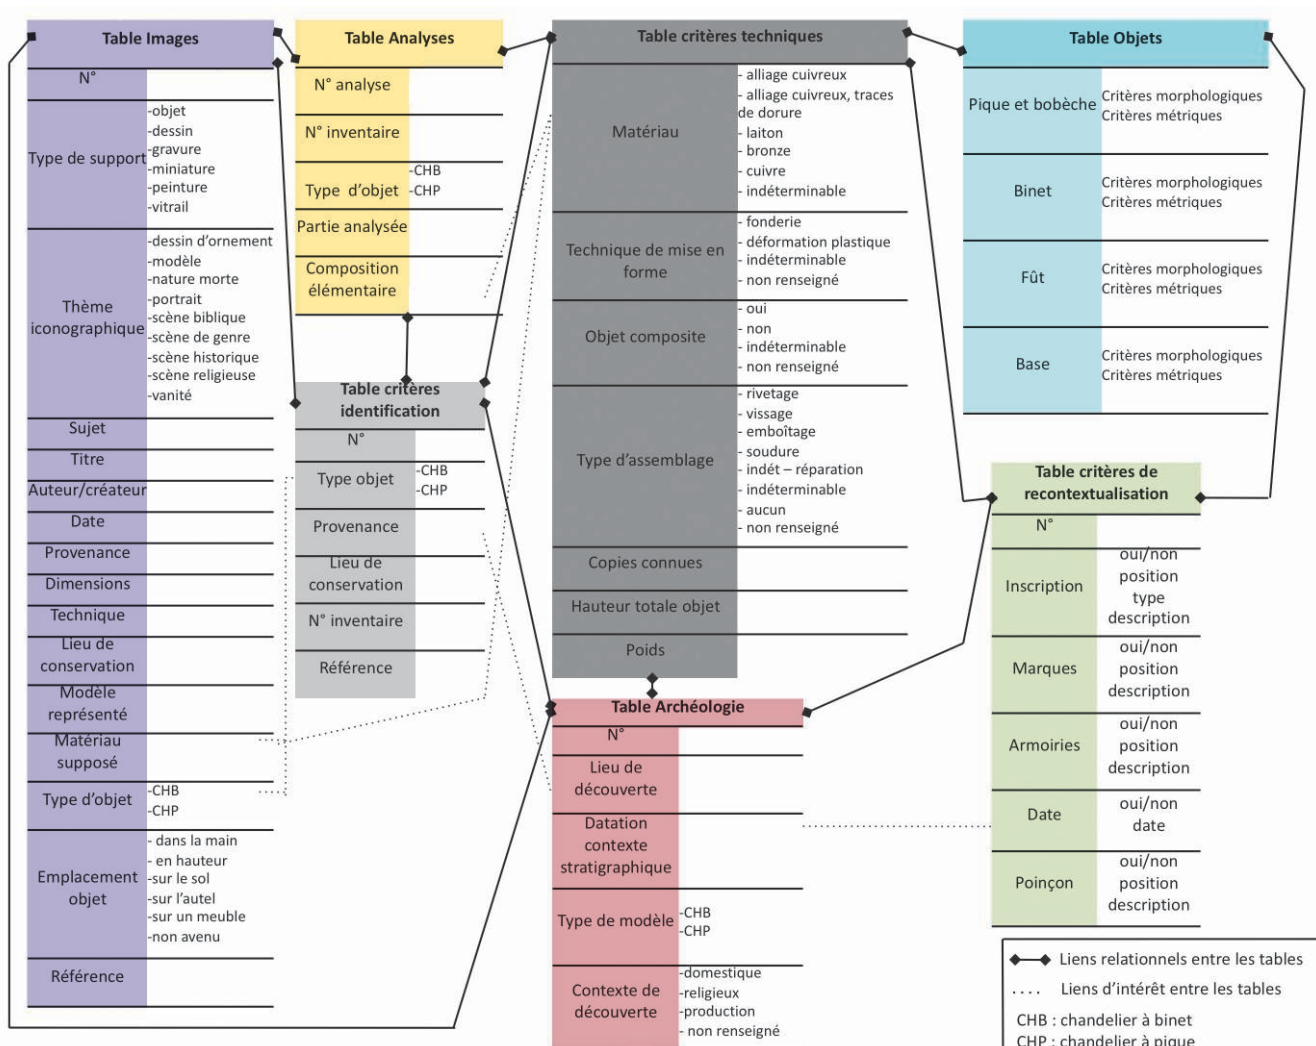 Table Images
N°
Type de support
-objet
-dessin
-gravure
-miniature
-peinture
-vitrail
Thème
iconographique
-dessin d'ornement
-modèle
-nature morte
-portrait
-scène biblique
-scène de genre
-scène historique
-scène religieuse
-vanité
Sujet
Titre
Auteur/créateur
Date
Provenance
Dimensions
Technique
Lieu de
conservation
Modèle
représenté
Matériau
supposé
Type d'objet
-CHB
-CHP
Emplacement
objet
- dans la main
- en hauteur
-sur le sol
-sur l'autel
-sur un meuble
-non avenu
Référence
Table Analyses
N° analyse
N° inventaire
Type d'objet
-CHB
-CHP
Partie analysée
Composition
élémentaire
Table critères
identification
N°
Type objet
-CHB
-CHP
Provenance
Lieu de
conservation
N° inventaire
Référence
Table critères techniques
Matériau
- alliage cuivreux
- alliage cuivreux, traces
de dorure
- laiton
- bronze
- cuivre
- indéterminable
Technique de mise en
forme
- fonderie
- déformation plastique
- indéterminable
- non renseigné
Objet composite
- oui
- non
- indéterminable
- non renseigné
Type d'assemblage
- rivetage
- vissage
- emboîtage
- soudure
- indét – réparation
- indéterminable
- aucun
- non renseigné
Copies connues
Hauteur totale objet
Poids
Table Archéologie
N°
Lieu de
découverte
Datation
contexte
stratigraphique
Type de modèle
-CHB
-CHP
Contexte de
découverte
-domestique
-religieux
-production
- non renseigné
Table Objets
Pique et bobèche
Critères morphologiques
Critères métriques
Binet
Critères morphologiques
Critères métriques
Fût
Critères morphologiques
Critères métriques
Base
Critères morphologiques
Critères métriques
Table critères de
recontextualisation
N°
Inscription
oui/non
position
type
description
Marques
oui/non
position
description
Armoiries
oui/non
position
description
Date
oui/non
date
Poinçon
oui/non
position
description
Liens relationnels entre les tables
Liens d'intérêt entre les tables
CHB : chandelier à binet
CHP : chandelier à pique